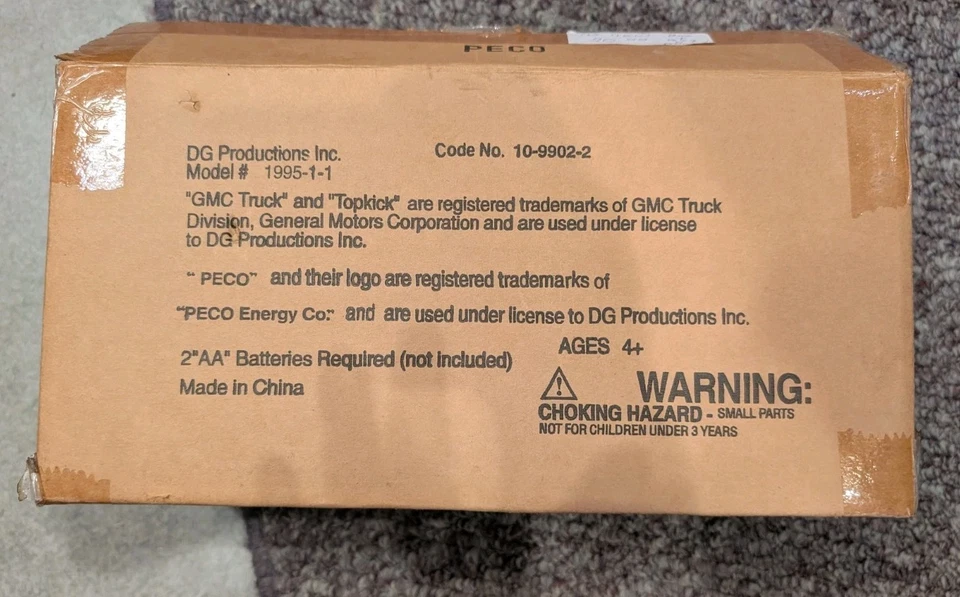 PECO
DG Productions Inc. Code No. 10-9902-2
Model # 1995-1-1
"GMC Truck" and "Topkick" are registered trademarks of GMC Truck
Division, General Motors Corporation and are used under license
to DG Productions Inc.
" PECO" and their logo are registered trademarks of
"PECO Energy Co." and are used under license to DG Productions Inc.
2"AA" Batteries Required (not included)
AGES 4+
Made in China
WARNING:
CHOKING HAZARD - SMALL PARTS
NOT FOR CHILDREN UNDER 3 YEARS